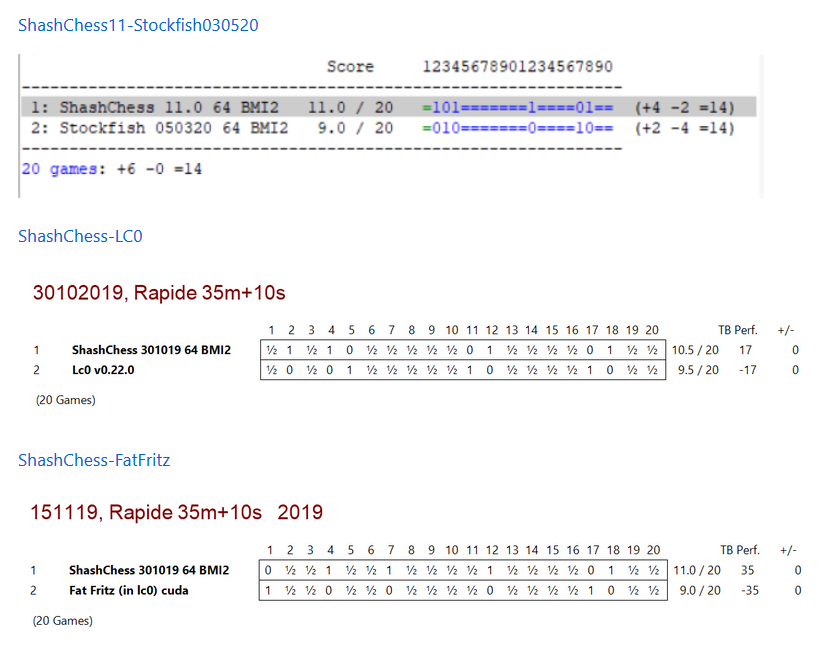 ShashChess11-Stockfish030520
Score 12345678901234567890
-----------------------------------------------------
1: ShashChess 11.0 64 BMI2 11.0 / 20 =101=======1====01== (+4 -2 =14)
2: Stockfish 050320 64 BMI2 9.0 / 20 =010=======0====10== (+2 -4 =14)
-----------------------------------------------------
20 games: +6 -0 =14
ShashChess-LC0
30102019, Rapide 35m+10s
1 2 3 4 5 6 7 8 9 10 11 12 13 14 15 16 17 18 19 20 TB Perf. +/-
1 ShashChess 301019 64 BMI2 ½ 1 ½ 1 0 ½ ½ ½ ½ ½ 0 1 ½ ½ ½ ½ 0 1 ½ ½ 10.5 / 20 17 0
2 Lc0 v0.22.0 ½ 0 ½ 0 1 ½ ½ ½ ½ ½ 1 0 ½ ½ ½ ½ 1 0 ½ ½ 9.5 / 20 -17 0
(20 Games)
ShashChess-FatFritz
151119, Rapide 35m+10s 2019
1 2 3 4 5 6 7 8 9 10 11 12 13 14 15 16 17 18 19 20 TB Perf. +/-
1 ShashChess 301019 64 BMI2 0 ½ ½ 1 ½ ½ 1 ½ ½ ½ ½ 1 ½ ½ ½ ½ 0 1 ½ ½ 11.0 / 20 35 0
2 Fat Fritz (in lc0) cuda 1 ½ ½ 0 ½ ½ 0 ½ ½ ½ ½ 0 ½ ½ ½ ½ 1 0 ½ ½ 9.0 / 20 -35 0
(20 Games)